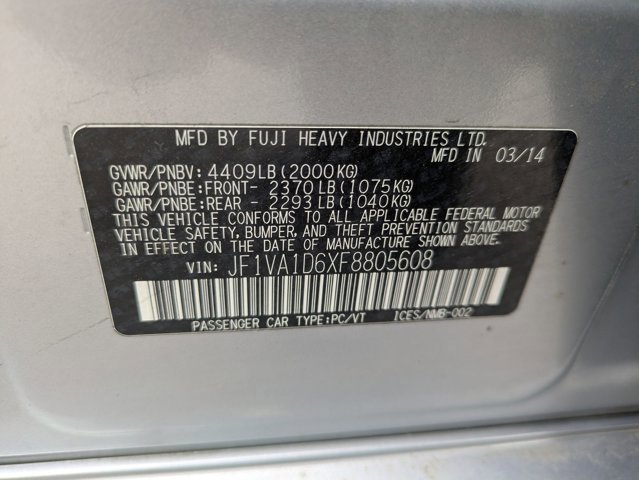 MFD BY FUJI HEAVY INDUSTRIES LTD.
MFD IN 03/14
GVWR/PNBV: 4409LB(2000KG)
GAWR/PNBE:FRONT- 2370LB(1075KG)
GAWR/PNBE:REAR - 2293LB(1040KG)
THIS VEHICLE CONFORMS TO ALL APPLICABLE FEDERAL MOTOR
VEHICLE SAFETY, BUMPER, AND THEFT PREVENTION STANDARDS
IN EFFECT ON THE DATE OF MANUFACTURE SHOWN ABOVE.
VIN: JF1VA1D6XF8805608
PASSENGER CAR TYPE:PC/VT ICES/NMB-002